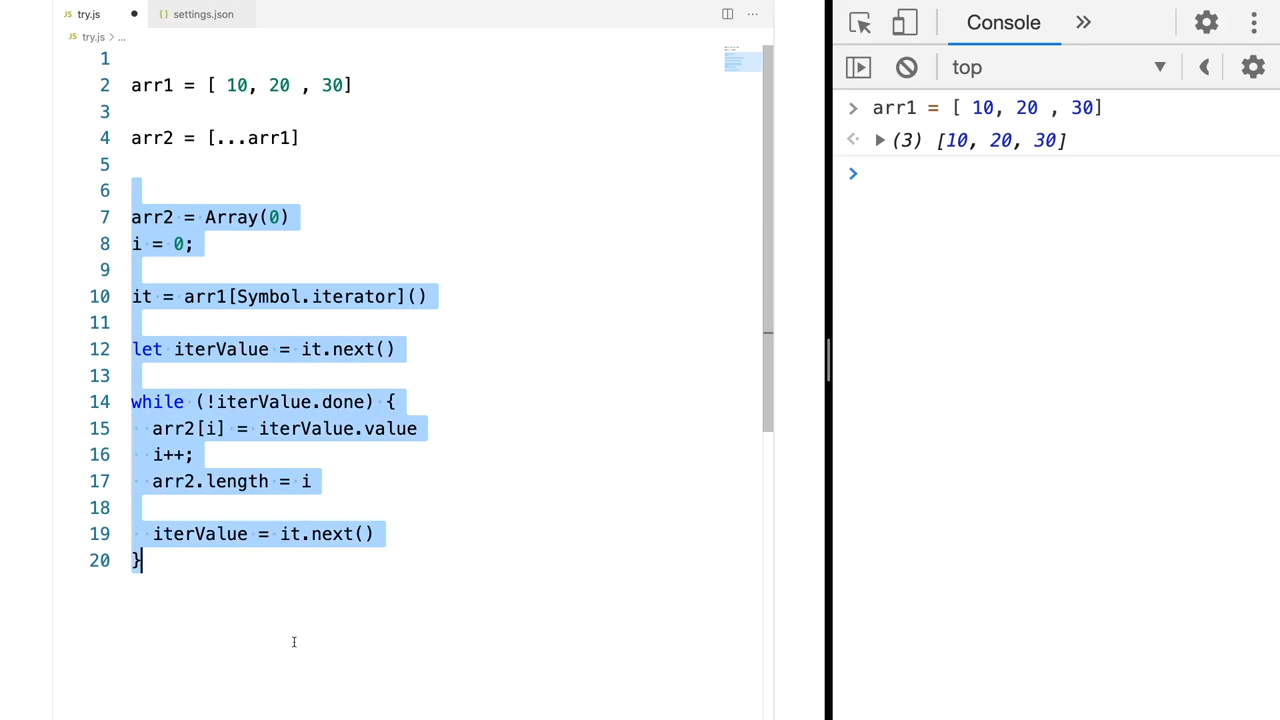 JS try.js ●
{} settings.json
...
JS try.js > ...
1
2 arr1 = [ 10, 20 , 30]
3
4 arr2 = [...arr1]
5
6
7 arr2 = Array(0)
8 i = 0;
9
10 it = arr1[Symbol.iterator]()
11
12 let iterValue = it.next()
13
14 while (!iterValue.done) {
15 arr2[i] = iterValue.value
16 i++;
17 arr2.length = i
18
19 iterValue = it.next()
20 }
Console »
top ▼
> arr1 = [ 10, 20 , 30]
(3) [10, 20, 30]
>